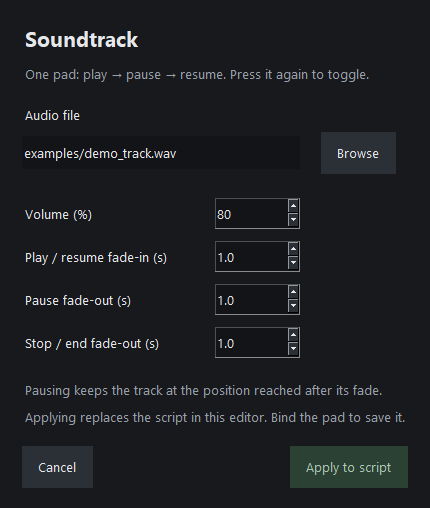 Soundtrack
One pad: play → pause → resume. Press it again to toggle.
Audio file
examples/demo_track.wav
Browse
Volume (%)
80
Play / resume fade-in (s)
1.0
Pause fade-out (s)
1.0
Stop / end fade-out (s)
1.0
Pausing keeps the track at the position reached after its fade.
Applying replaces the script in this editor. Bind the pad to save it.
Cancel
Apply to script